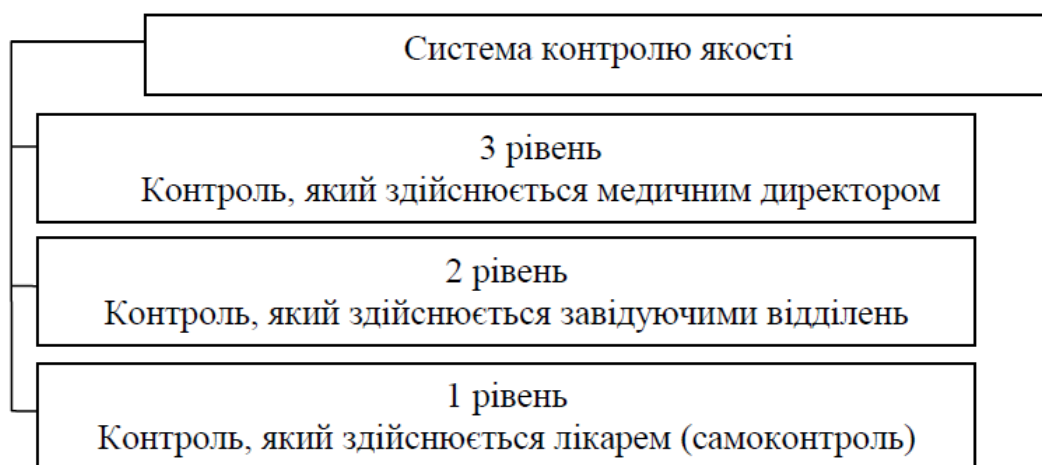 Система контролю якості
3 рівень
Контроль, який здійснюється медичним директором
2 рівень
Контроль, який здійснюється завідуючими відділень
1 рівень
Контроль, який здійснюється лікарем (самоконтроль)